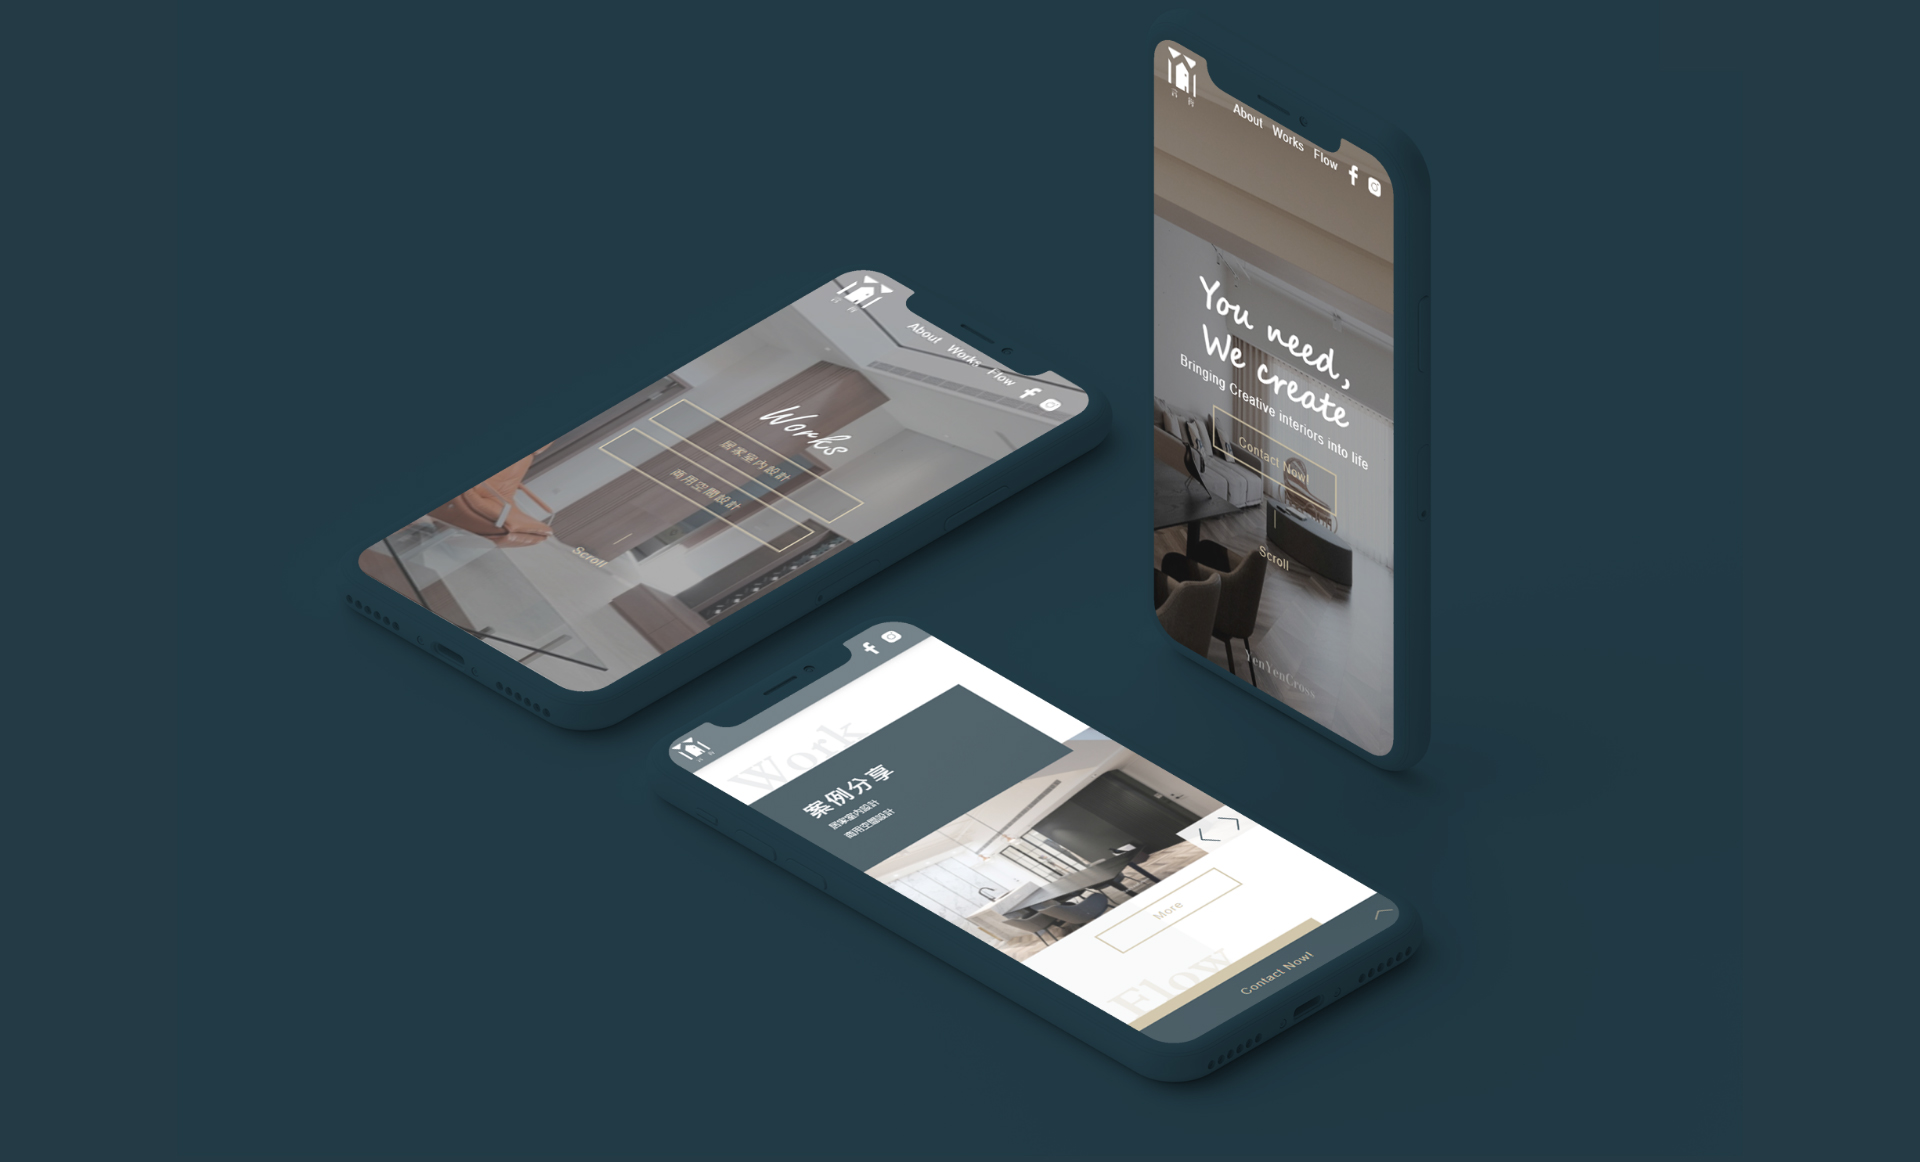 About Works Flow
You need,
We create
Bringing Creative interiors into life
Contact Now!
Scroll
YenYenCross
About Works Flow
Works
居家室內設計
商用空間設計
Scroll
Work
案例分享
居家室內設計
商用空間設計
More
Flow
Contact Now!